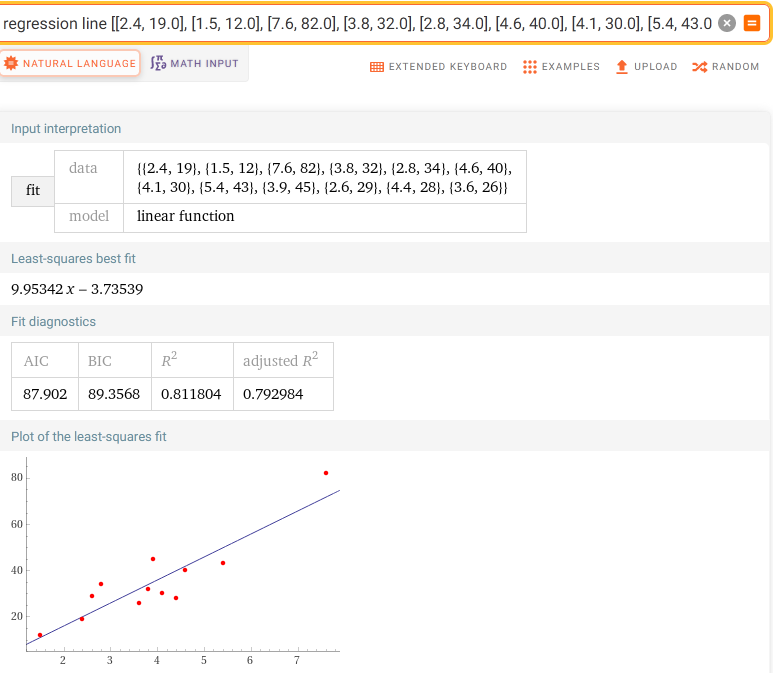 regression line [[2.4, 19.0], [1.5, 12.0], [7.6, 82.0], [3.8, 32.0], [2.8, 34.0], [4.6, 40.0], [4.1, 30.0], [5.4, 43.0
NATURAL LANGUAGE ∫Σπ∂ MATH INPUT EXTENDED KEYBOARD EXAMPLES UPLOAD RANDOM
Input interpretation
fit
data {{2.4, 19}, {1.5, 12}, {7.6, 82}, {3.8, 32}, {2.8, 34}, {4.6, 40},
{4.1, 30}, {5.4, 43}, {3.9, 45}, {2.6, 29}, {4.4, 28}, {3.6, 26}}
model linear function
Least-squares best fit
9.95342 x − 3.73539
Fit diagnostics
AIC BIC R² adjusted R²
87.902 89.3568 0.811804 0.792984
Plot of the least-squares fit
80
60
40
20
2 3 4 5 6 7